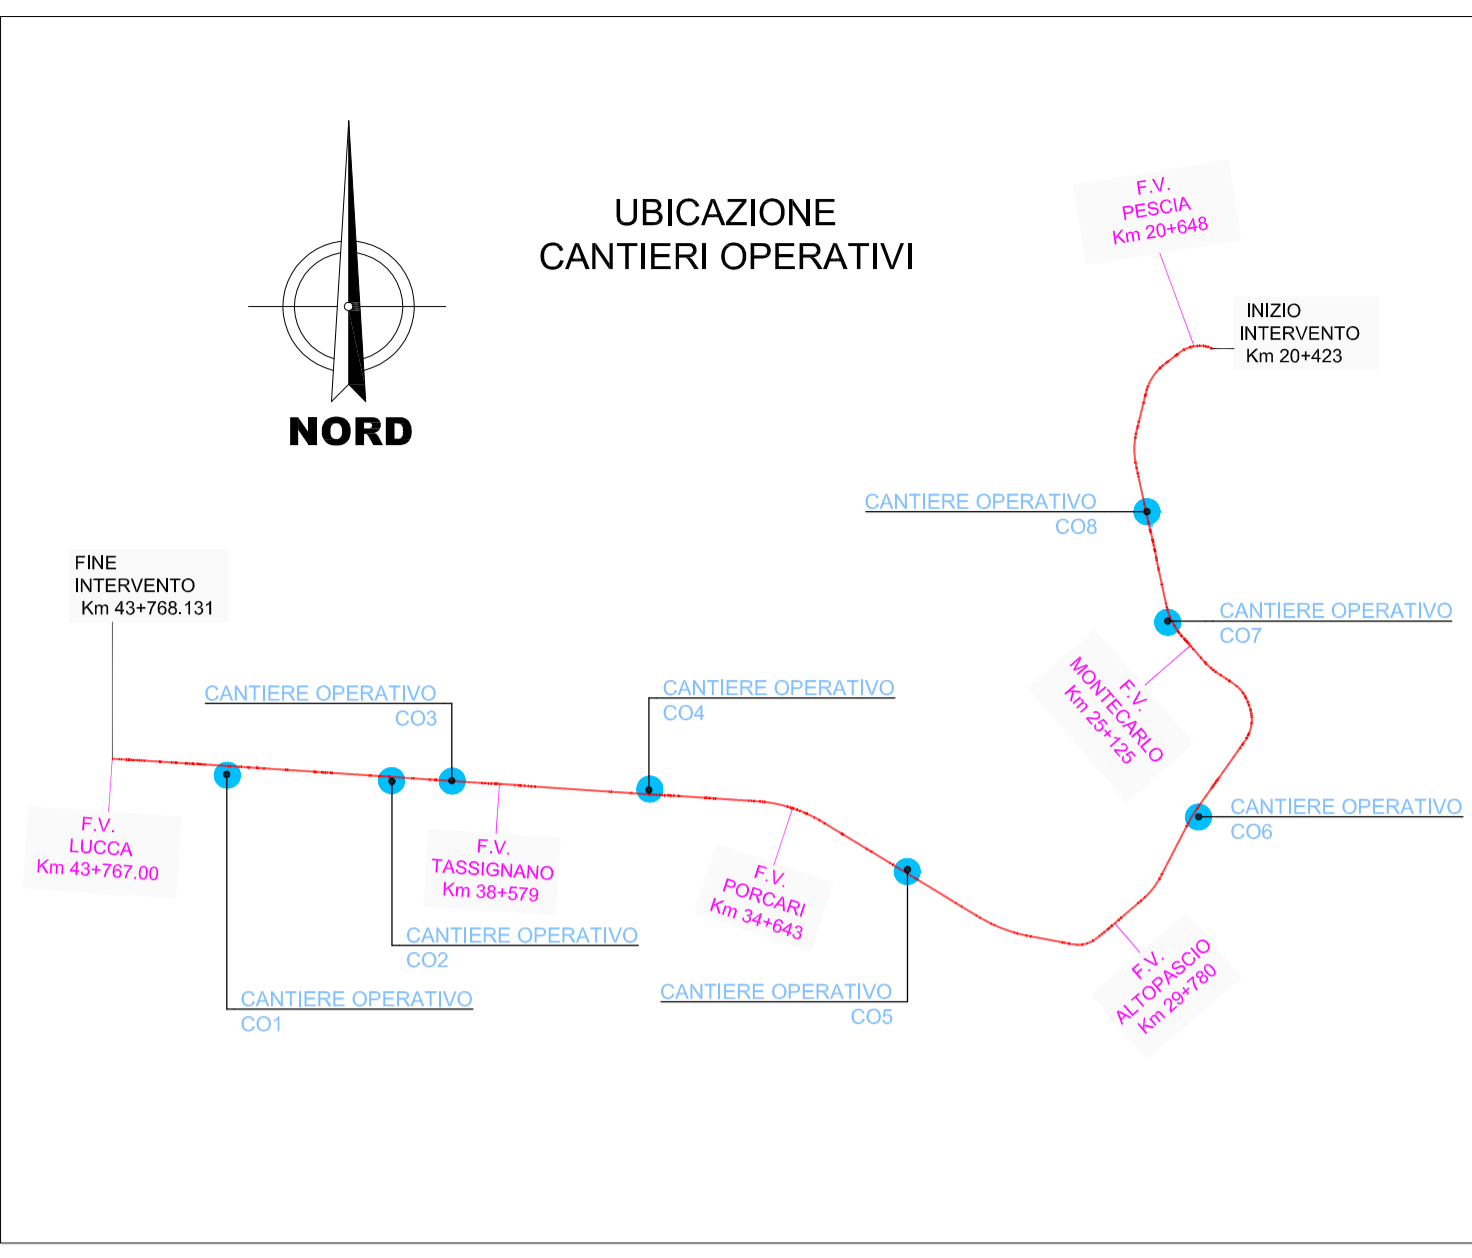 UBICAZIONE
CANTIERI OPERATIVI
NORD
F.V.
PESCIA
Km 20+648
INIZIO
INTERVENTO
Km 20+423
CANTIERE OPERATIVO
CO8
FINE
INTERVENTO
Km 43+768.131
CANTIERE OPERATIVO
CO7
F.V.
MONTECARLO
Km 25+125
CANTIERE OPERATIVO
CO3
CANTIERE OPERATIVO
CO4
CANTIERE OPERATIVO
CO6
F.V.
LUCCA
Km 43+767.00
F.V.
TASSIGNANO
Km 38+579
F.V.
PORCARI
Km 34+643
CANTIERE OPERATIVO
CO2
F.V.
ALTOPASCIO
Km 29+780
CANTIERE OPERATIVO
CO1
CANTIERE OPERATIVO
CO5